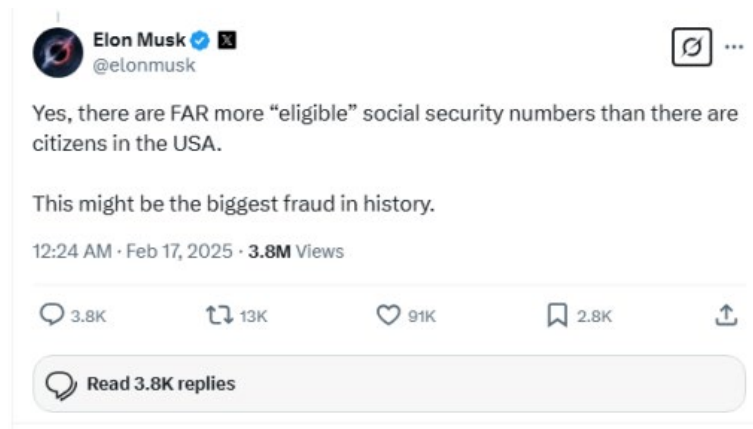 Elon Musk
@elonmusk
Yes, there are FAR more “eligible” social security numbers than there are
citizens in the USA.
This might be the biggest fraud in history.
12:24 AM · Feb 17, 2025 · 3.8M Views
3.8K 13K 91K 2.8K
Read 3.8K replies